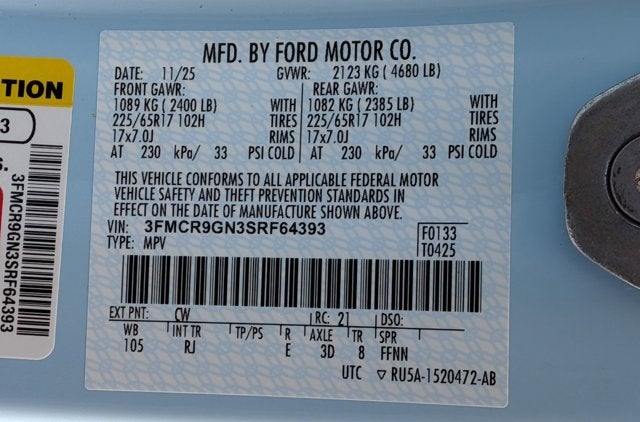 TION
3
S.
3FMCR9GN3SRF64393
MFD. BY FORD MOTOR CO.
DATE: 11/25 GVWR: 2123 KG ( 4680 LB)
FRONT GAWR: REAR GAWR:
1089 KG ( 2400 LB) WITH 1082 KG ( 2385 LB) WITH
225/65R17 102H TIRES 225/65R17 102H TIRES
17x7.0J RIMS 17x7.0J RIMS
AT 230 kPa/ 33 PSI COLD AT 230 kPa/ 33 PSI COLD
THIS VEHICLE CONFORMS TO ALL APPLICABLE FEDERAL MOTOR
VEHICLE SAFETY AND THEFT PREVENTION STANDARDS IN
EFFECT ON THE DATE OF MANUFACTURE SHOWN ABOVE.
VIN: 3FMCR9GN3SRF64393 F0133
TYPE: MPV T0425
EXT PNT: CW RC: 21 DSO:
WB INT TR TP/PS R AXLE TR SPR
105 RJ E 3D 8 FFNN
UTC ▽ RU5A-1520472-AB